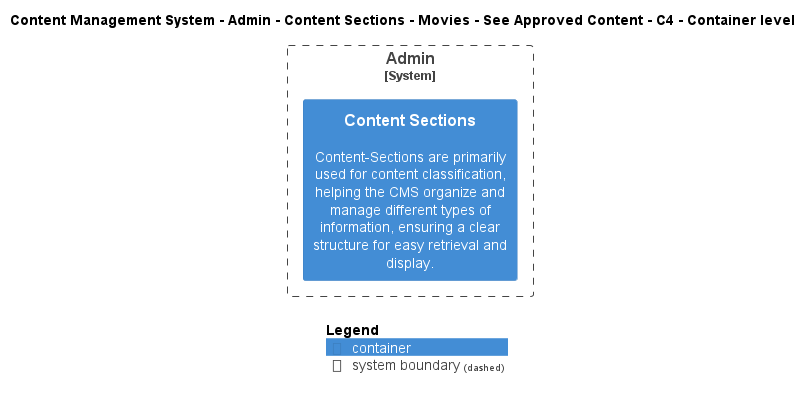 Content Management System - Admin - Content Sections - Movies - See Approved Content - C4 - Container level
Admin
[System]
Content Sections
Content-Sections are primarily
used for content classification,
helping the CMS organize and
manage different types of
information, ensuring a clear
structure for easy retrieval and
display.
Legend
container
system boundary (dashed)